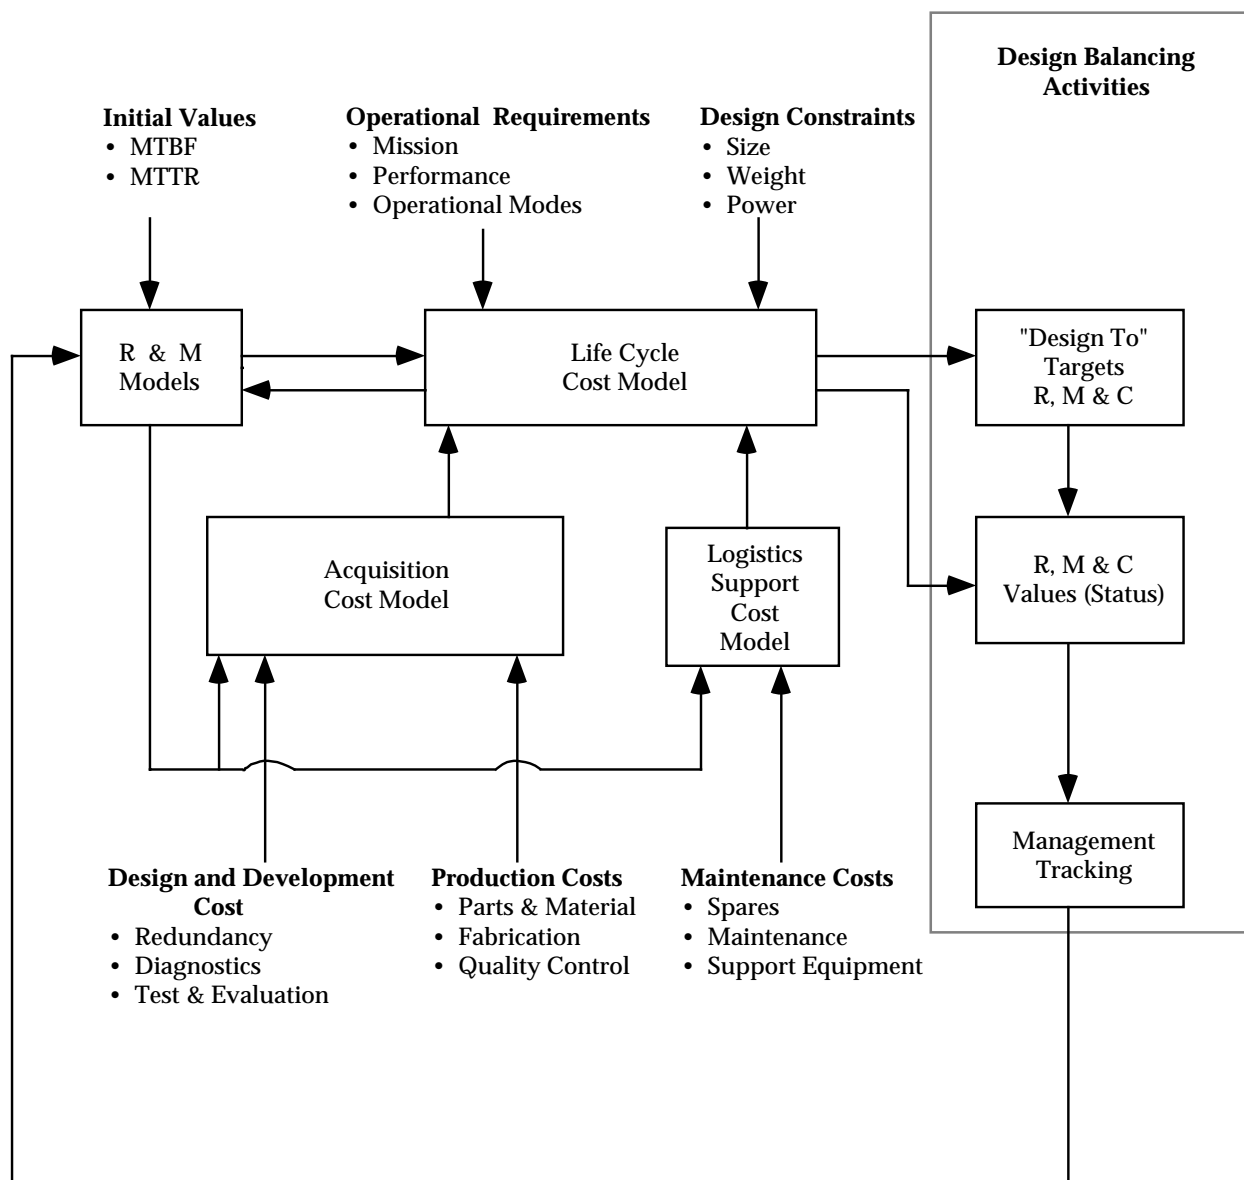 Design Balancing
Activities
Initial Values
• MTBF
• MTTR
Operational Requirements
• Mission
• Performance
• Operational Modes
Design Constraints
• Size
• Weight
• Power
R & M
Models
Life Cycle
Cost Model
"Design To"
Targets
R, M & C
Acquisition
Cost Model
Logistics
Support
Cost
Model
R, M & C
Values (Status)
Management
Tracking
Design and Development
Cost
• Redundancy
• Diagnostics
• Test & Evaluation
Production Costs
• Parts & Material
• Fabrication
• Quality Control
Maintenance Costs
• Spares
• Maintenance
• Support Equipment